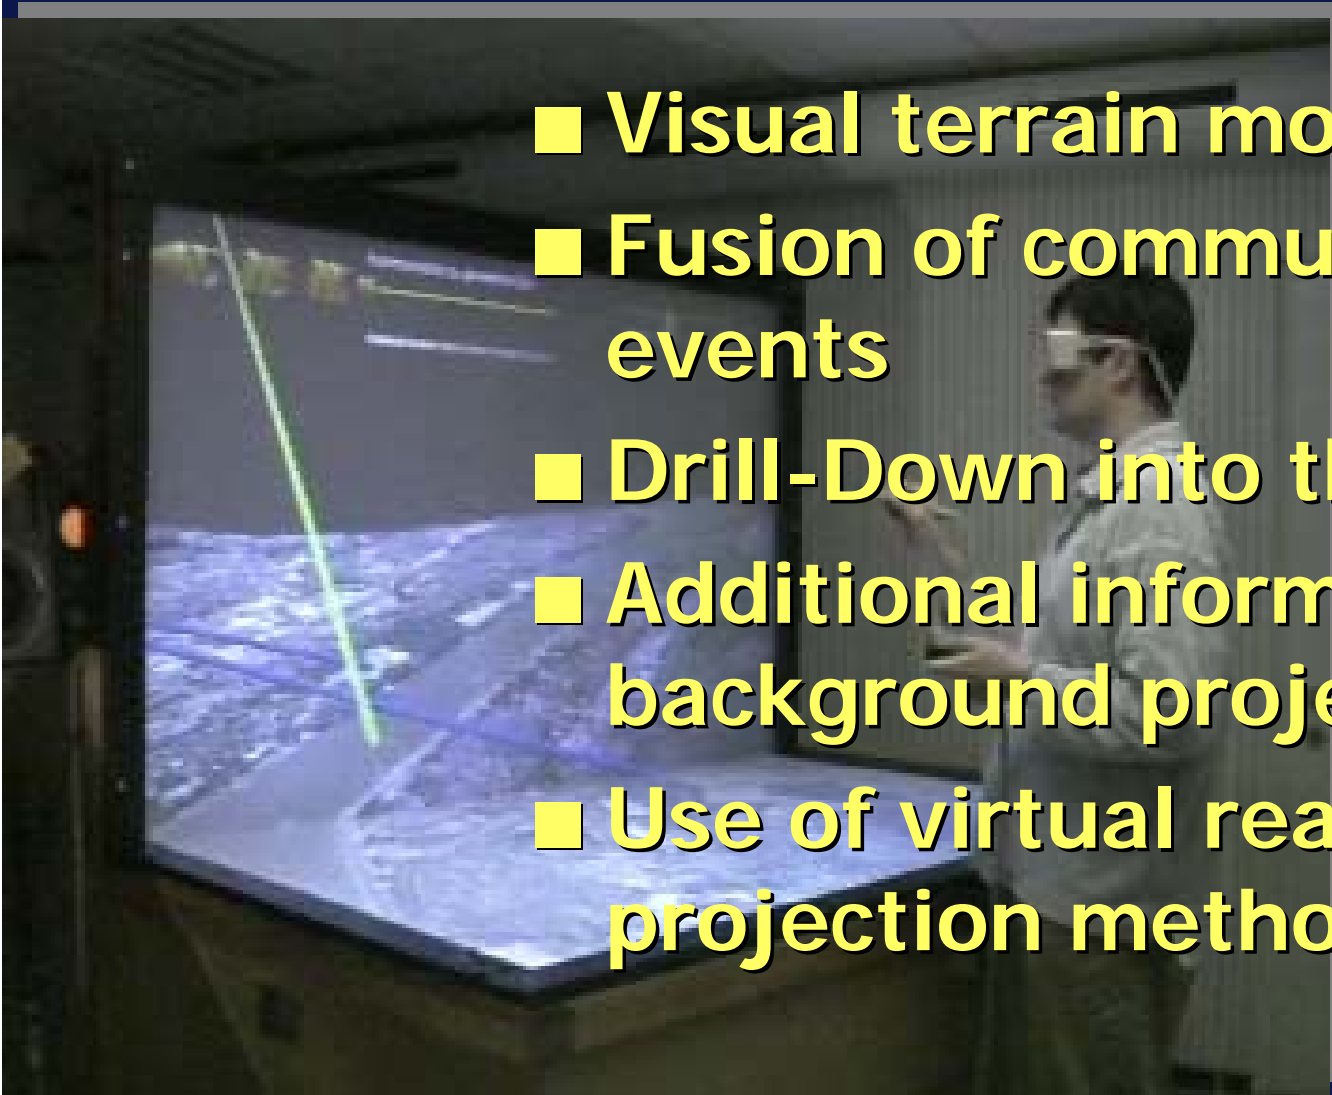 ■ Visual terrain mo
■ Fusion of commu
events
■ Drill-Down into t
■ Additional inform
background proje
■ Use of virtual rea
projection metho